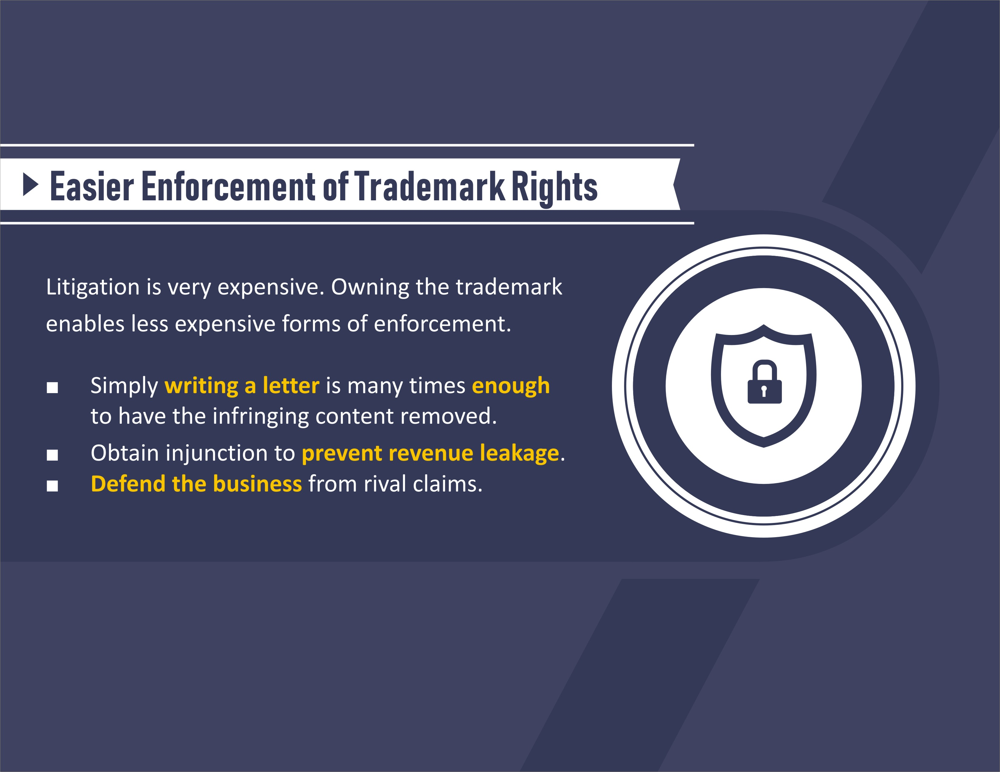 Easier Enforcement of Trademark Rights
Litigation is very expensive. Owning the trademark
enables less expensive forms of enforcement.
Simply writing a letter is many times enough
to have the infringing content removed.
Obtain injunction to prevent revenue leakage.
Defend the business from rival claims.